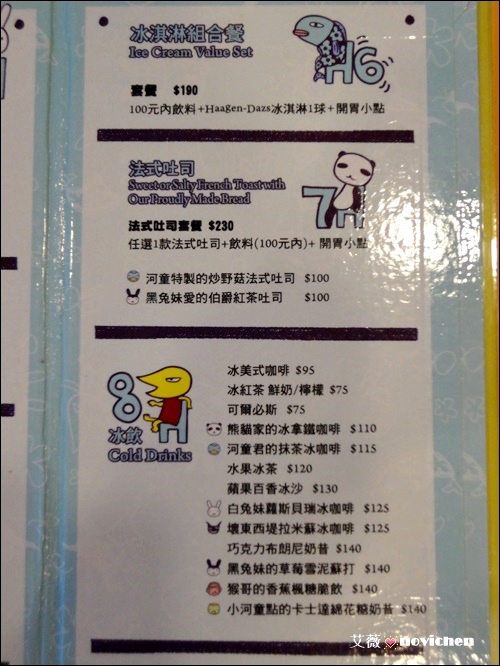 冰淇淋組合餐
Ice Cream Value Set
H6
套餐 $190
100元內飲料+Haagen-Dazs冰淇淋1球+開胃小點
法式吐司
Sweet or Salty French Toast with
Our Proudly Made Bread
7H
法式吐司套餐 $230
任選1款法式吐司+飲料(100元內)+ 開胃小點
河童特製的炒野菇法式吐司 $100
黑兔妹愛的伯爵紅茶吐司 $100
8H
冰飲
Cold Drinks
冰美式咖啡 $95
冰紅茶 鮮奶/檸檬 $75
可爾必斯 $75
熊貓家的冰拿鐵咖啡 $110
河童君的抹茶冰咖啡 $115
水果冰茶 $120
蘋果百香冰沙 $130
白兔妹蘿斯貝瑞冰咖啡 $125
壞東西堤拉米蘇冰咖啡 $125
巧克力布朗尼奶昔 $140
黑兔妹的草莓雪泥蘇打 $140
猴哥的香蕉楓糖脆飲 $140
小河童點的卡士達綿花糖奶昔 $140
艾薇 novichen